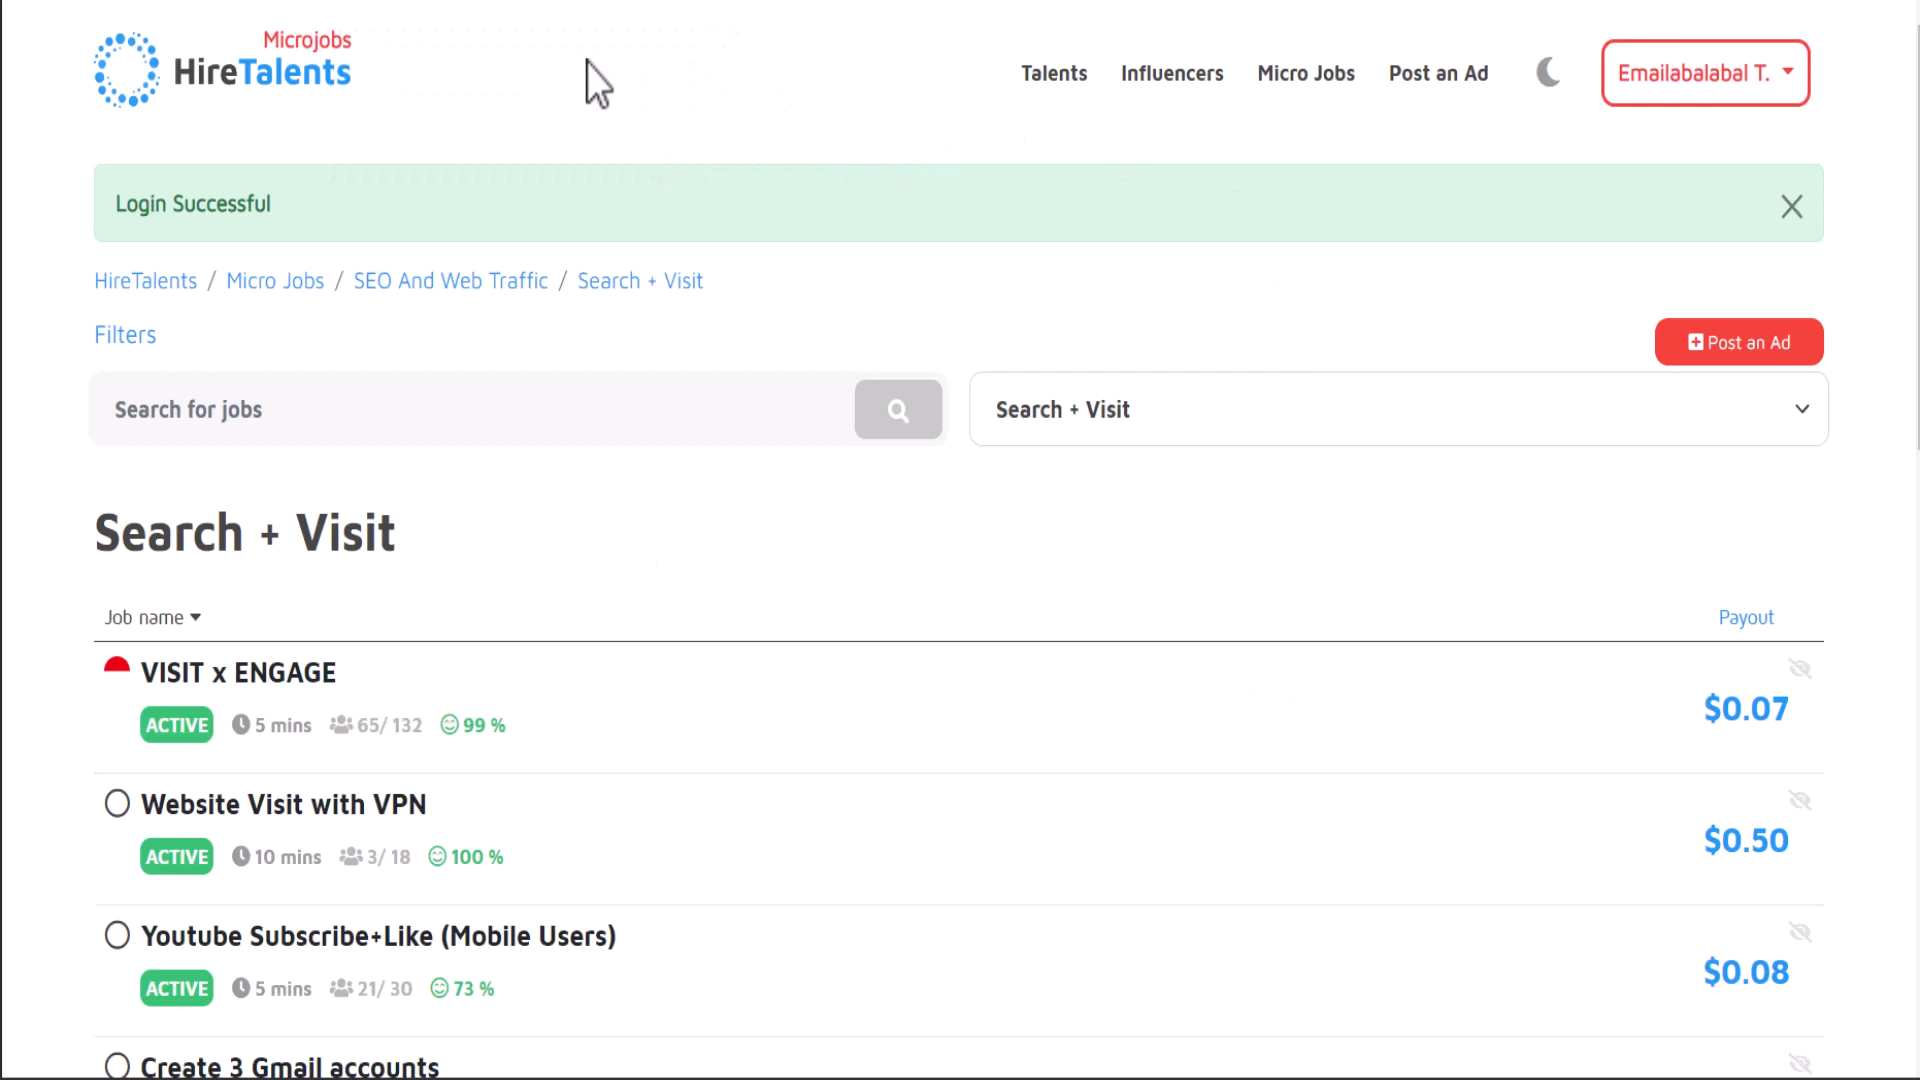 Microjobs
HireTalents
Talents Influencers Micro Jobs Post an Ad Emailabalabal T.
Login Successful
HireTalents / Micro Jobs / SEO And Web Traffic / Search + Visit
Filters
Post an Ad
Search for jobs
Search + Visit
Search + Visit
Job name Payout
VISIT x ENGAGE
ACTIVE 5 mins 65/ 132 99 %
$0.07
Website Visit with VPN
ACTIVE 10 mins 3/ 18 100 %
$0.50
Youtube Subscribe+Like (Mobile Users)
ACTIVE 5 mins 21/ 30 73 %
$0.08
Create 3 Gmail accounts